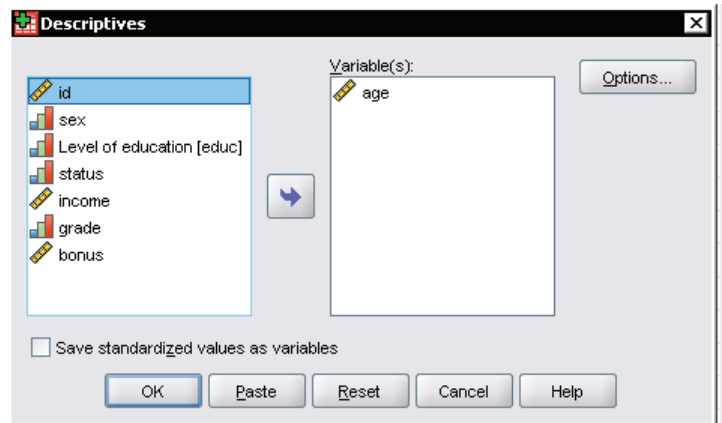 Descriptives
Variable(s):
id
sex
Level of education [educ]
status
income
grade
bonus
age
Options...
Save standardized values as variables
OK Paste Reset Cancel Help